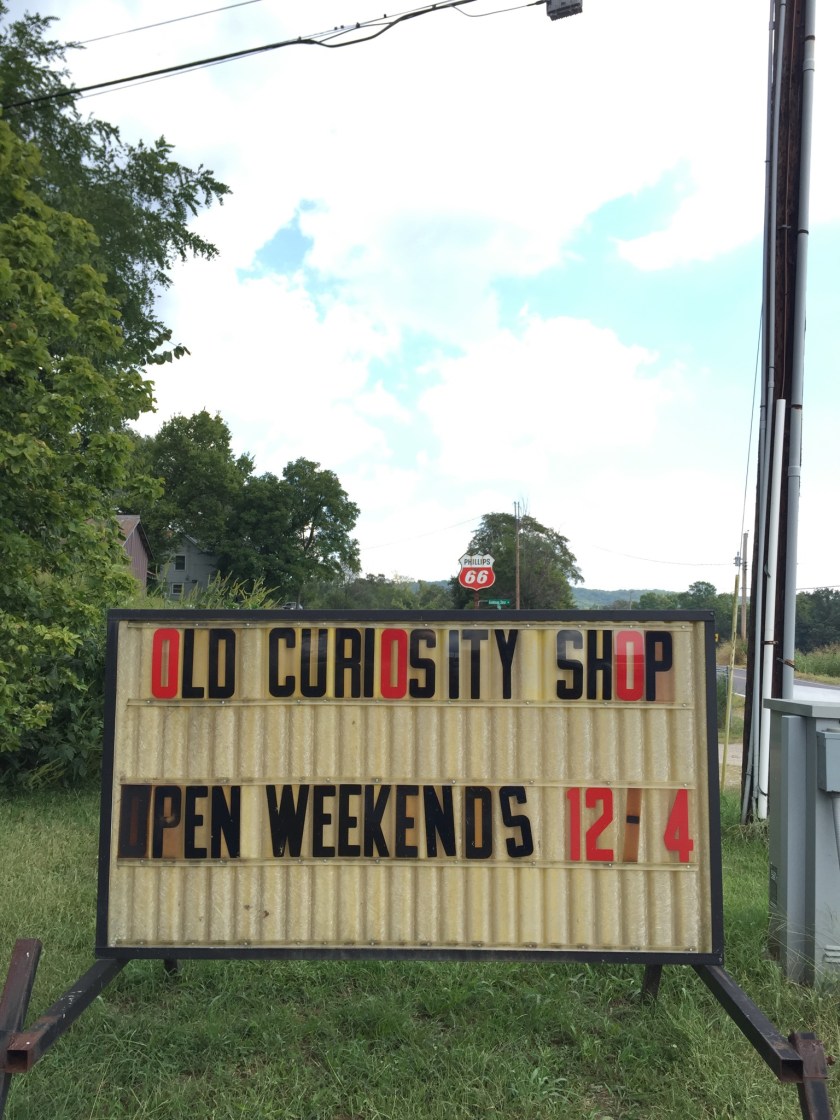 PHILLIPS
66
OLD CURIOSITY SHOP
OPEN WEEKENDS 12-4